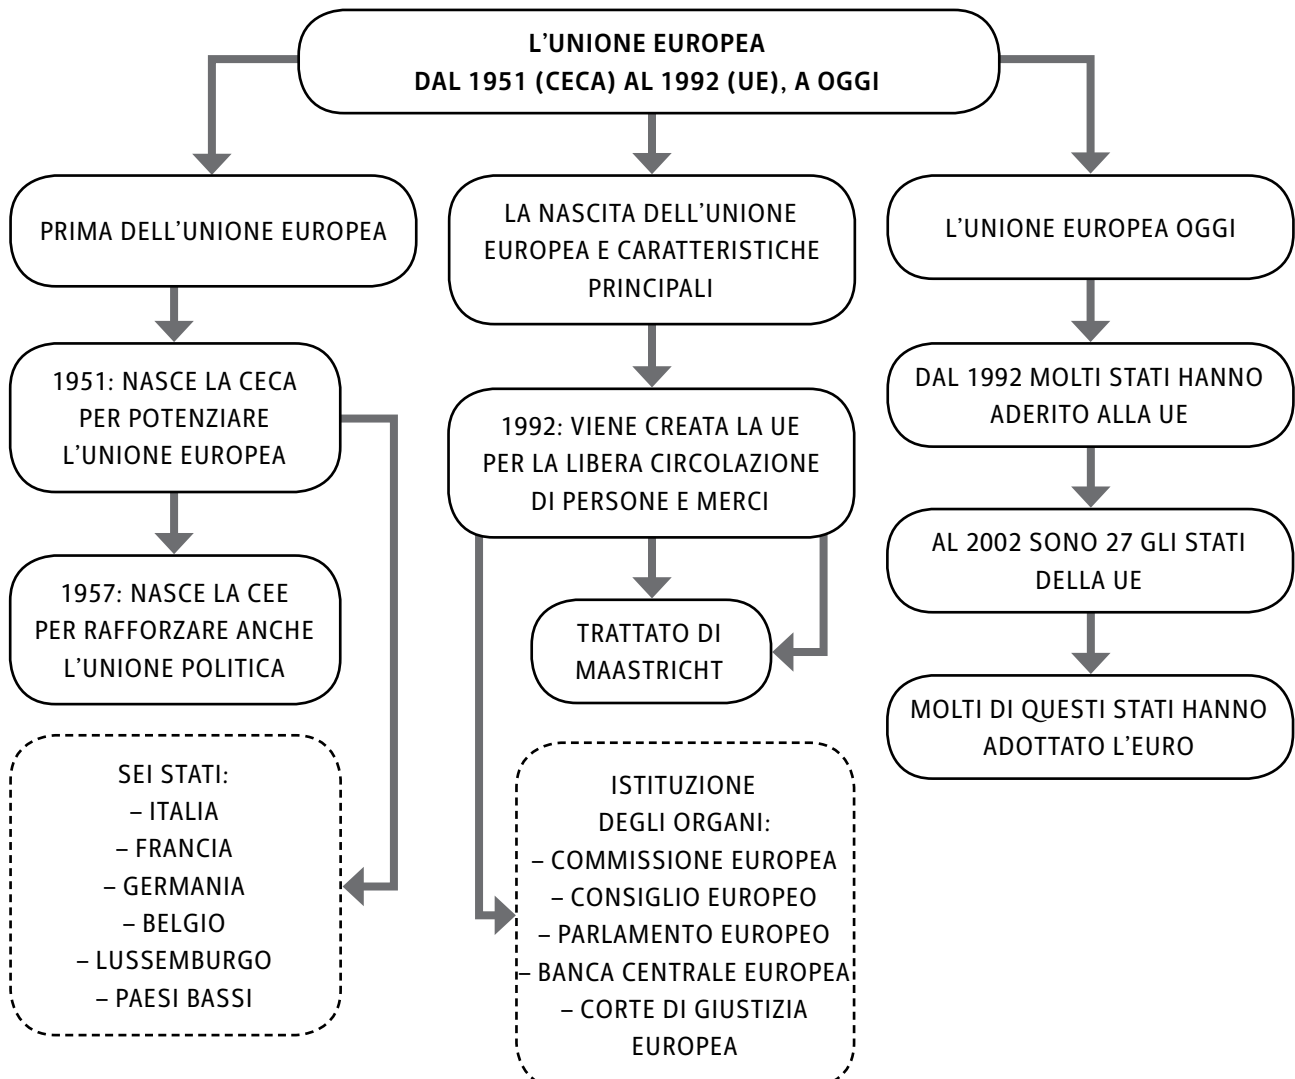 L’UNIONE EUROPEA
DAL 1951 (CECA) AL 1992 (UE), A OGGI
PRIMA DELL’UNIONE EUROPEA
1951: NASCE LA CECA
PER POTENZIARE
L’UNIONE EUROPEA
1957: NASCE LA CEE
PER RAFFORZARE ANCHE
L’UNIONE POLITICA
SEI STATI:
– ITALIA
– FRANCIA
– GERMANIA
– BELGIO
– LUSSEMBURGO
– PAESI BASSI
LA NASCITA DELL’UNIONE
EUROPEA E CARATTERISTICHE
PRINCIPALI
1992: VIENE CREATA LA UE
PER LA LIBERA CIRCOLAZIONE
DI PERSONE E MERCI
TRATTATO DI
MAASTRICHT
ISTITUZIONE
DEGLI ORGANI:
– COMMISSIONE EUROPEA
– CONSIGLIO EUROPEO
– PARLAMENTO EUROPEO
– BANCA CENTRALE EUROPEA
– CORTE DI GIUSTIZIA
EUROPEA
L’UNIONE EUROPEA OGGI
DAL 1992 MOLTI STATI HANNO
ADERITO ALLA UE
AL 2002 SONO 27 GLI STATI
DELLA UE
MOLTI DI QUESTI STATI HANNO
ADOTTATO L’EURO